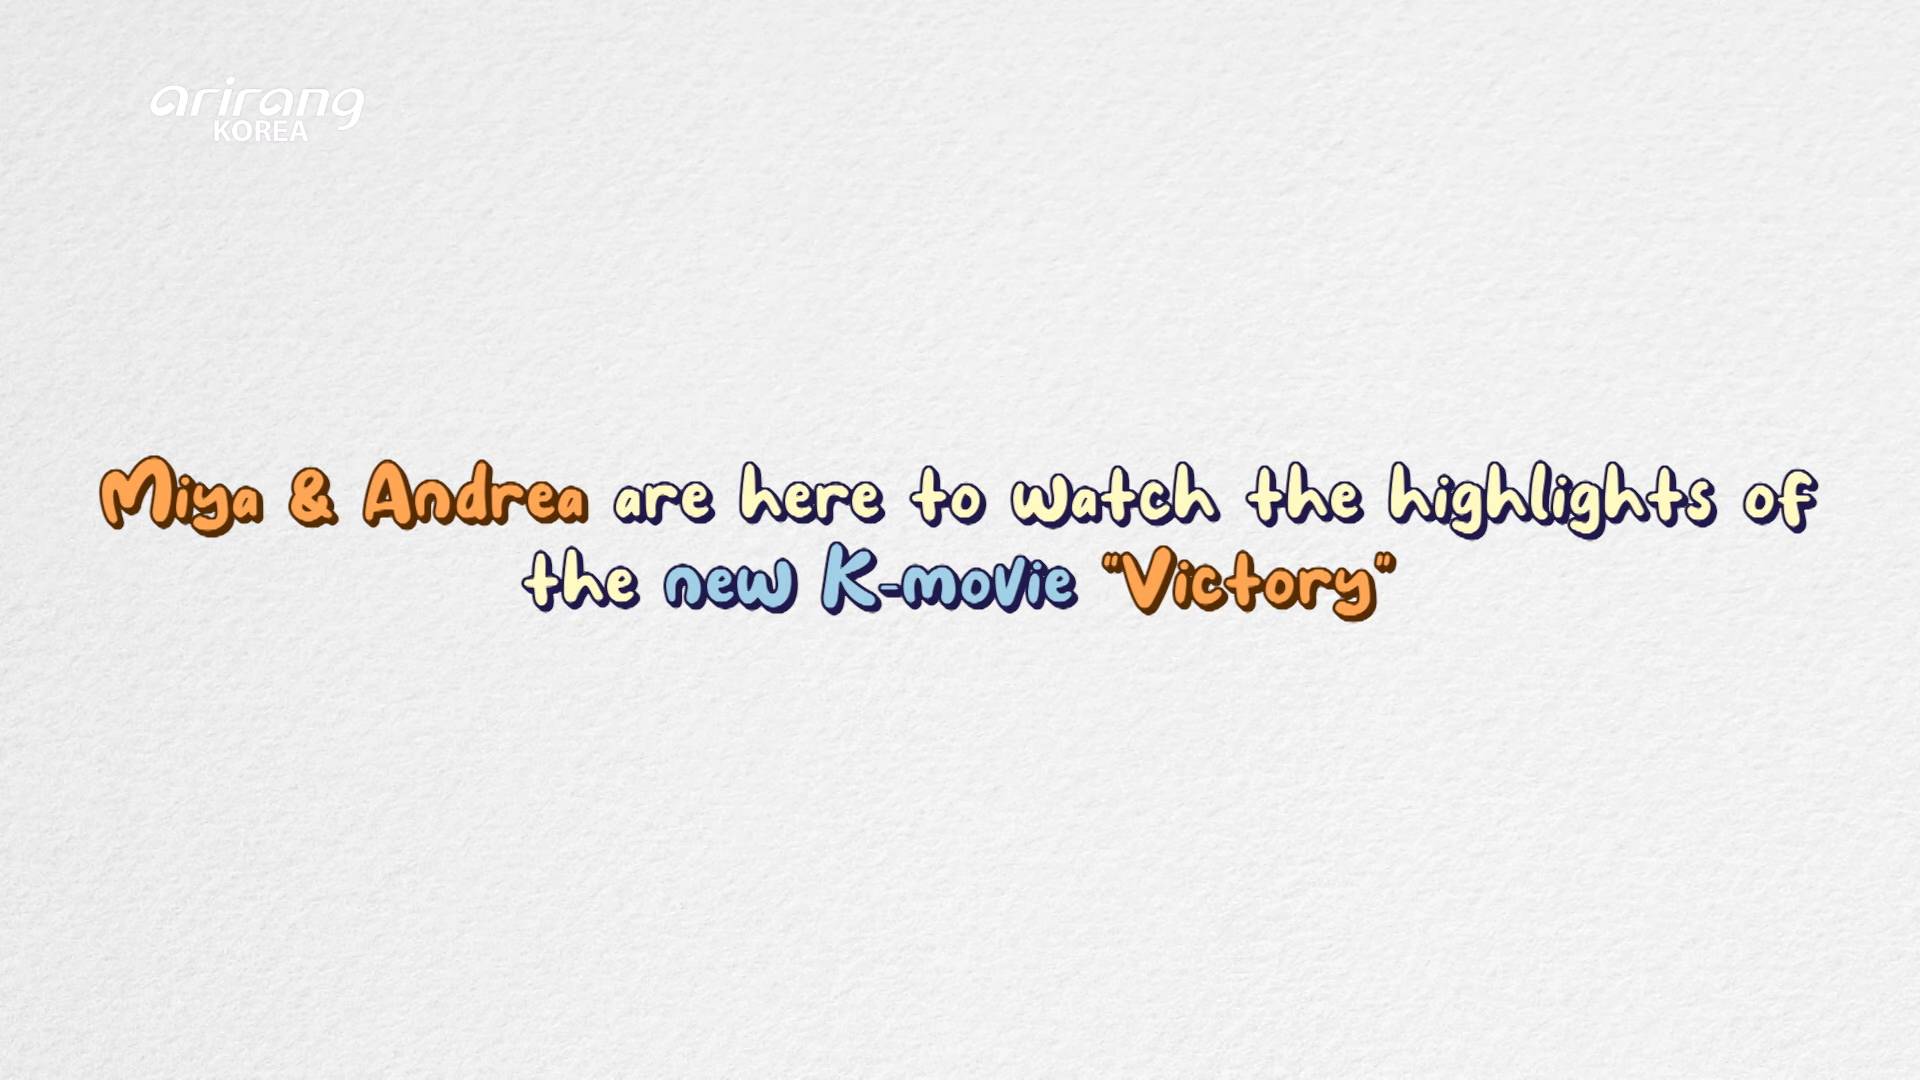 arirang
KOREA
Miya & Andrea are here to watch the highlights of
the new K-movie "Victory"